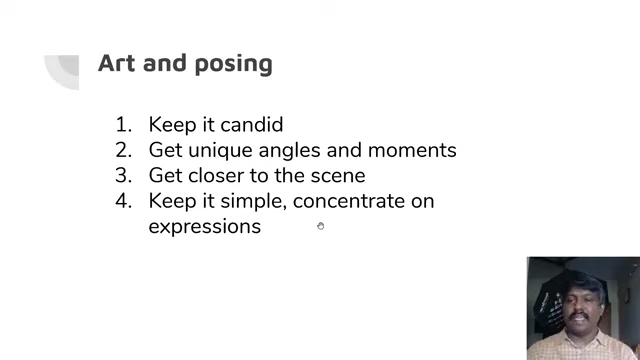 Art and posing
1. Keep it candid
2. Get unique angles and moments
3. Get closer to the scene
4. Keep it simple, concentrate on
expressions